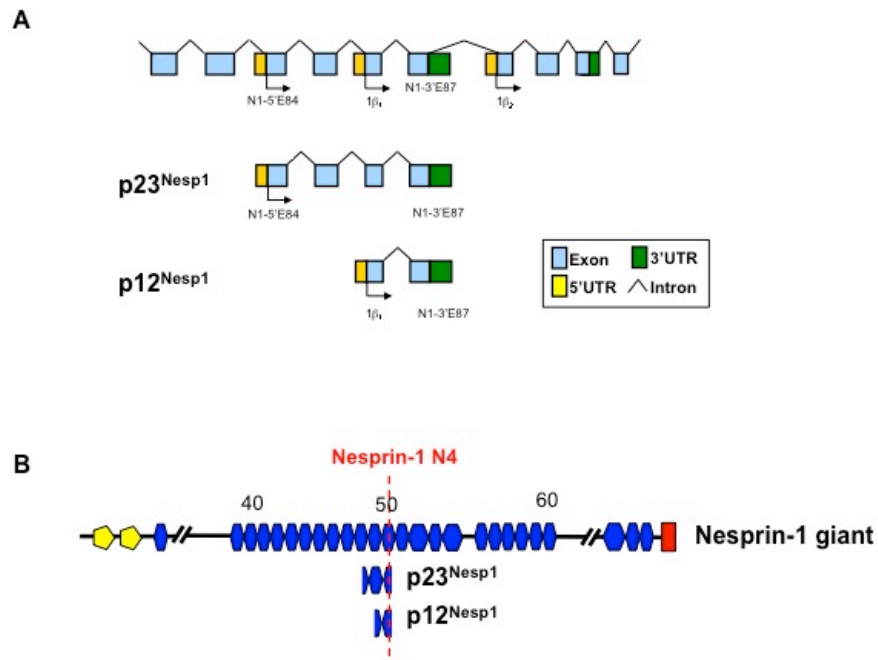 A
N1-5'E84
1β₁
N1-3'E87
1β₂
p23Nesp1
N1-5'E84
N1-3'E87
p12Nesp1
1β₁
N1-3'E87
Exon
3'UTR
5'UTR
Intron
B
Nesprin-1 N4
40
50
60
Nesprin-1 giant
p23Nesp1
p12Nesp1